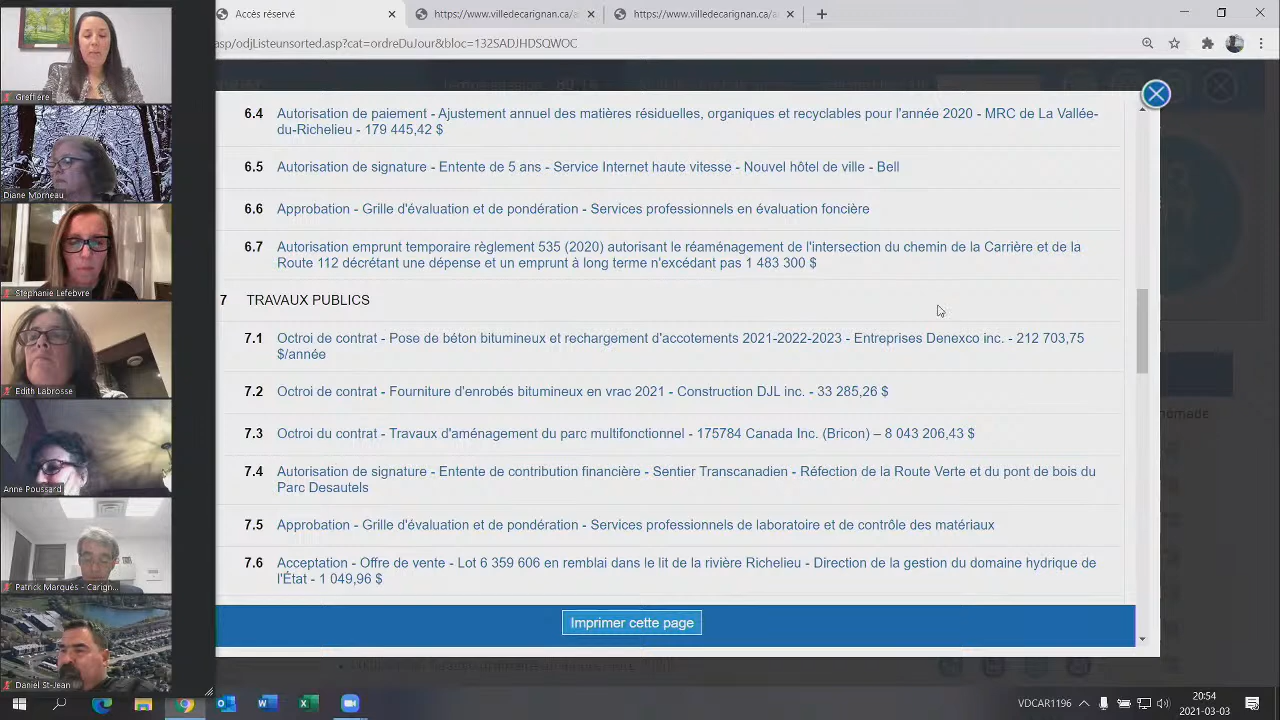 Accès réservé
https://www.villedecarignan.ca/a
https://www.villedecarignan.ca/
asp/odjListeunsorted.asp?cat=ordreDuJour&noc=1525ADJHDCQWOC
6.4 Autorisation de paiement - Ajustement annuel des matières résiduelles, organiques et recyclables pour l'année 2020 - MRC de La Vallée-
du-Richelieu - 179 445,42 $
6.5 Autorisation de signature - Entente de 5 ans - Service Internet haute vitesse - Nouvel hôtel de ville - Bell
6.6 Approbation - Grille d'évaluation et de pondération - Services professionnels en évaluation foncière
6.7 Autorisation emprunt temporaire règlement 535 (2020) autorisant le réaménagement de l'intersection du chemin de la Carrière et de la
Route 112 décrétant une dépense et un emprunt à long terme n'excédant pas 1 483 300 $
7 TRAVAUX PUBLICS
7.1 Octroi de contrat - Pose de béton bitumineux et rechargement d'accotements 2021-2022-2023 - Entreprises Denexco inc. - 212 703,75
$/année
7.2 Octroi de contrat - Fourniture d'enrobés bitumineux en vrac 2021 - Construction DJL inc. - 33 285,26 $
7.3 Octroi du contrat - Travaux d'aménagement du parc multifonctionnel - 175784 Canada Inc. (Bricon) – 8 043 206,43 $
7.4 Autorisation de signature - Entente de contribution financière - Sentier Transcanadien - Réfection de la Route Verte et du pont de bois du
Parc Desautels
7.5 Approbation - Grille d'évaluation et de pondération - Services professionnels de laboratoire et de contrôle des matériaux
7.6 Acceptation - Offre de vente - Lot 6 359 606 en remblai dans le lit de la rivière Richelieu - Direction de la gestion du domaine hydrique de
l'État - 1 049,96 $
Imprimer cette page
nomade
Greffière
Diane Morneau
Stéphanie Lefebvre
Edith Labrosse
Anne Poussard
Patrick Marquès - Carign...
Daniel St-Jean
VDCAR1196
20:54
2021-03-03